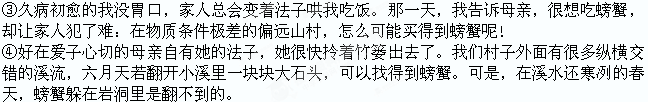 ③久病初愈的我没胃口，家人总会变着法子哄我吃饭。那一天，我告诉母亲，很想吃螃蟹，
却让家人犯了难：在物质条件极差的偏远山村，怎么可能买得到螃蟹呢！
④好在爱子心切的母亲自有她的法子，她很快拎着竹篓出去了。我们村子外面有很多纵横交
错的溪流，六月天若翻开小溪里一块块大石头，可以找得到螃蟹。可是，在溪水还寒冽的春
天，螃蟹躲在岩洞里是翻不到的。